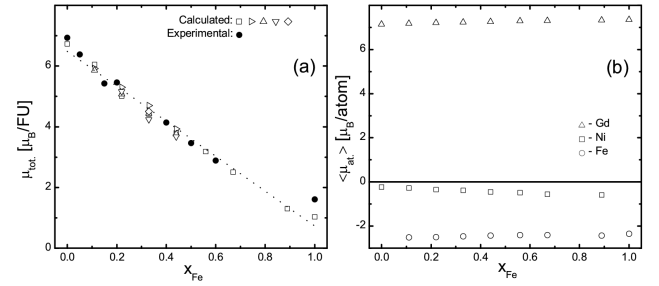 Calculated: □ ▷ △ ▽ ◇
Experimental: ●
(a)
μtot. [μB/FU]
6
4
2
0
0.0 0.2 0.4 0.6 0.8 1.0
xFe
(b)
<μat.> [μB/atom]
△ - Gd
□ - Ni
○ - Fe
6
4
2
0
-2
0.0 0.2 0.4 0.6 0.8 1.0
xFe